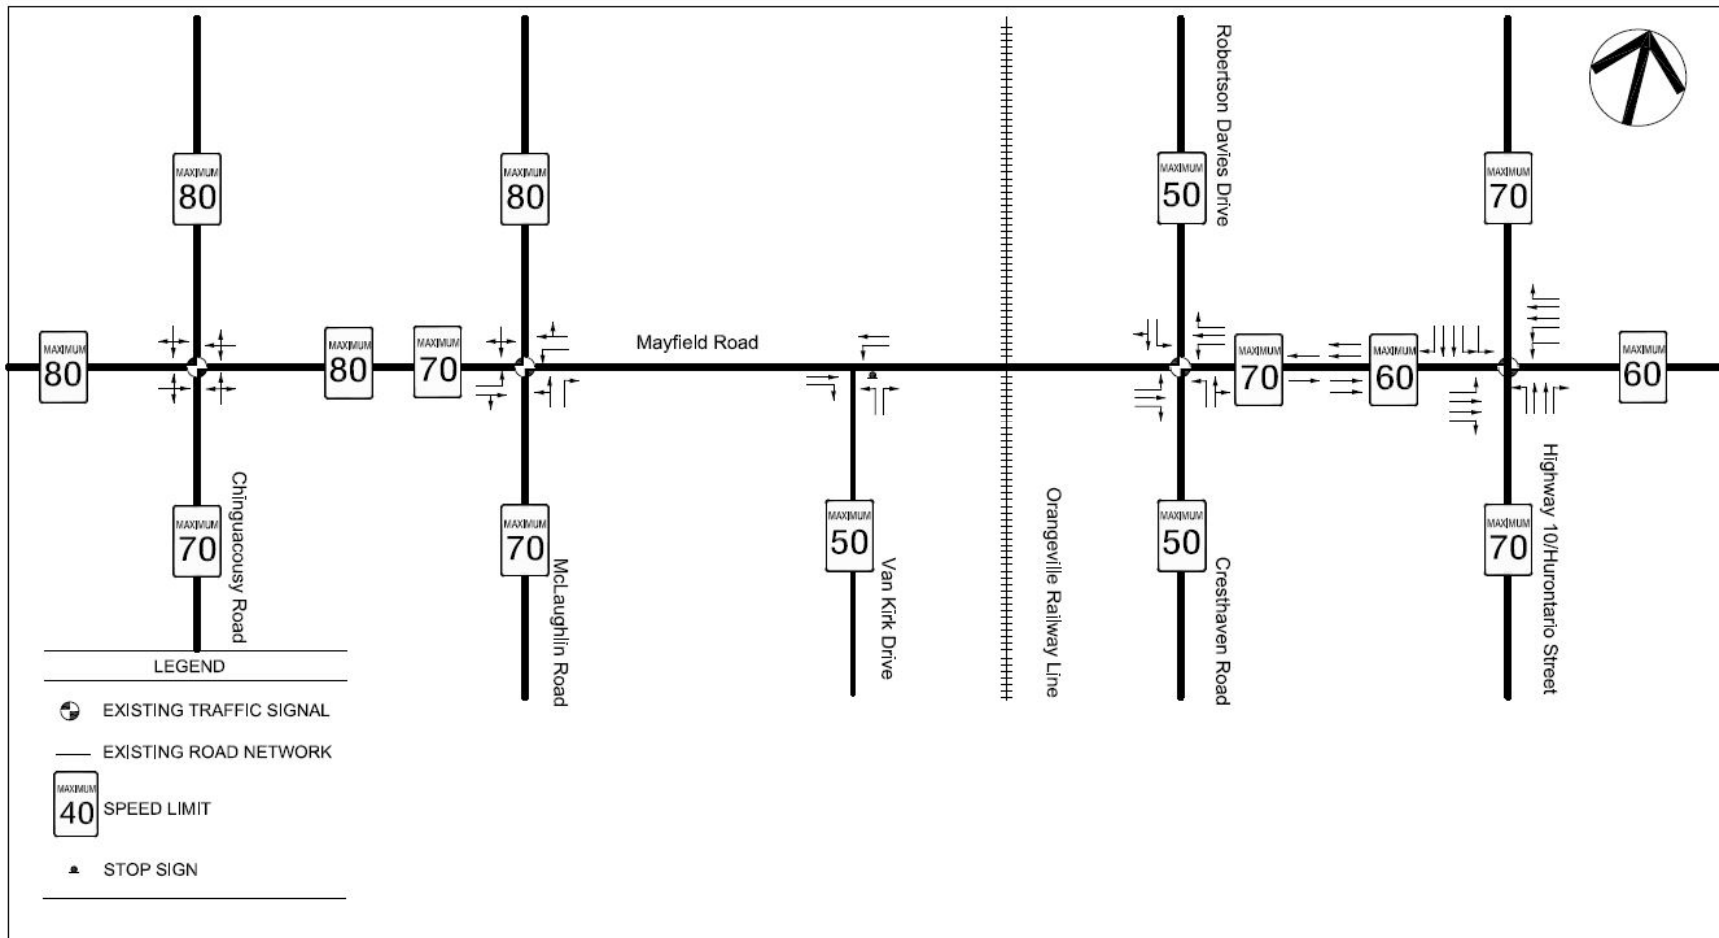 Robertson Davies Drive
MAXIMUM
80
MAXIMUM
80
MAXIMUM
50
MAXIMUM
70
MAXIMUM
80
MAXIMUM
80
MAXIMUM
70
Mayfield Road
MAXIMUM
70
MAXIMUM
60
MAXIMUM
60
Chinguacousy Road
MAXIMUM
70
McLaughlin Road
MAXIMUM
70
MAXIMUM
50
Van Kirk Drive
Orangeville Railway Line
MAXIMUM
50
Cresthaven Road
MAXIMUM
70
Highway 10/Hurontario Street
LEGEND
EXISTING TRAFFIC SIGNAL
EXISTING ROAD NETWORK
MAXIMUM
40
SPEED LIMIT
STOP SIGN